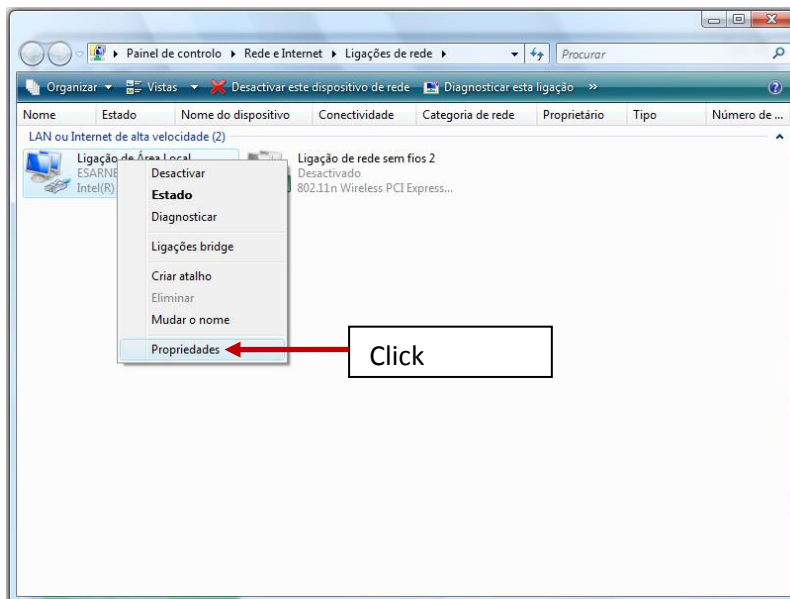 Painel de controlo ▸ Rede e Internet ▸ Ligações de rede ▸ Procurar
Organizar Vistas Desactivar este dispositivo de rede Diagnosticar esta ligação »
Nome Estado Nome do dispositivo Conectividade Categoria de rede Proprietário Tipo Número de ...
LAN ou Internet de alta velocidade (2)
Ligação de Área Local
Intel(R)
Ligação de rede sem fios 2
Desactivado
802.11n Wireless PCI Express...
Desactivar
Estado
Diagnosticar
Ligações bridge
Criar atalho
Eliminar
Mudar o nome
Propriedades
Click